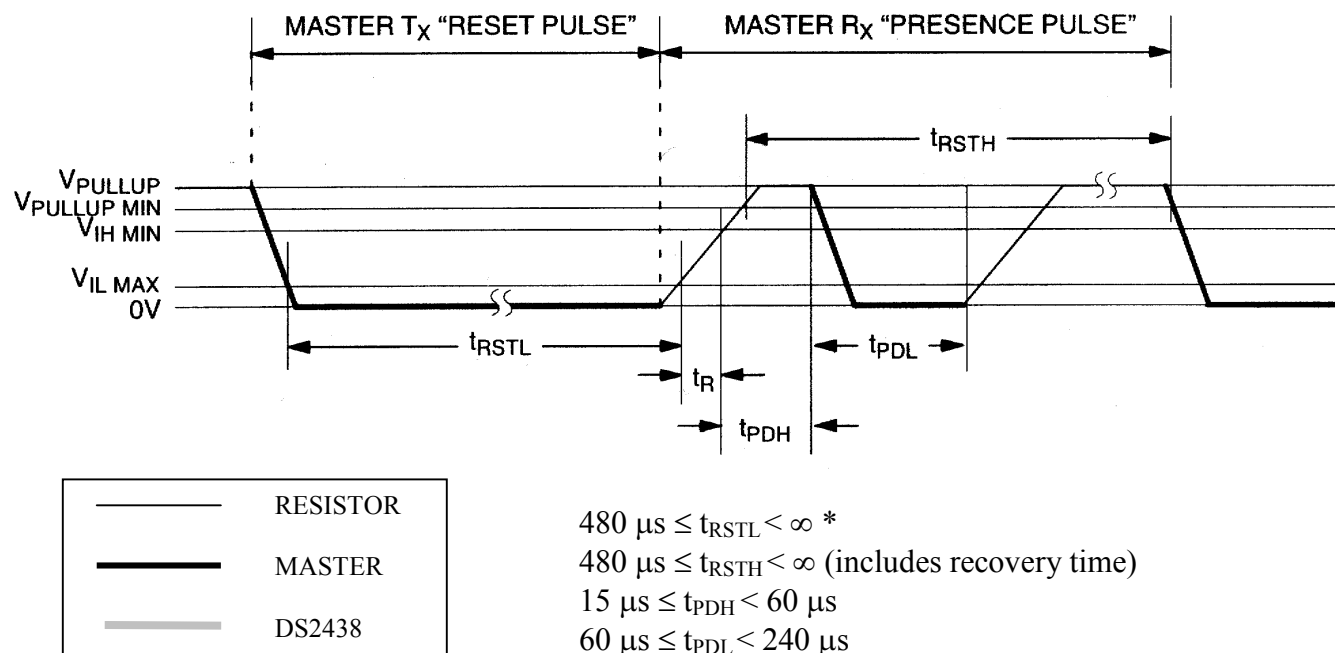 MASTER TX “RESET PULSE”
MASTER RX “PRESENCE PULSE”
tRSTH
VPULLUP
VPULLUP MIN
VIH MIN
VIL MAX
0V
tRSTL
tPDL
tR
tPDH
RESISTOR
MASTER
DS2438
480 μs ≤ tRSTL < ∞ *
480 μs ≤ tRSTH < ∞ (includes recovery time)
15 μs ≤ tPDH < 60 μs
60 μs ≤ tPDL < 240 μs